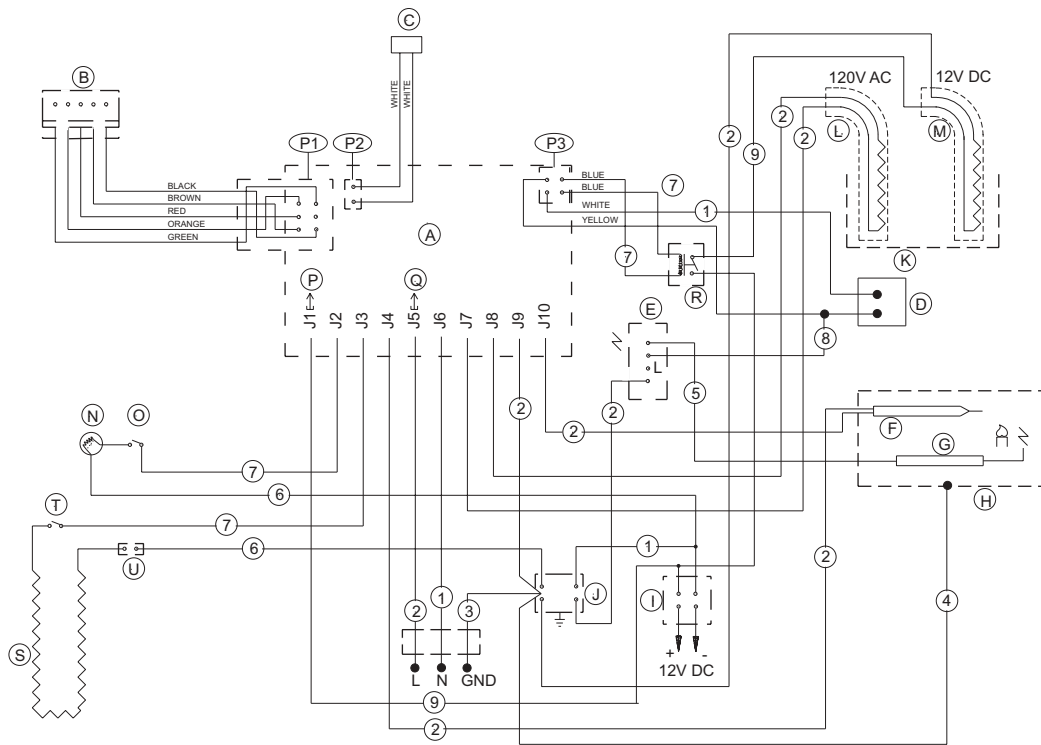 C
B
120V AC
12V DC
WHITE
WHITE
2
9
2
2
L
M
P1
P2
P3
BLUE
BLUE
7
BLACK
BROWN
RED
ORANGE
GREEN
WHITE
1
YELLOW
A
7
K
P
Q
E
R
D
J1
J2
J3
J4
J5
J6
J7
J8
J9
J10
L
8
5
N
O
2
2
2
F
G
7
6
H
T
7
6
1
2
U
J
I
4
2
1
3
S
+
-
L
N
GND
12V DC
9
2